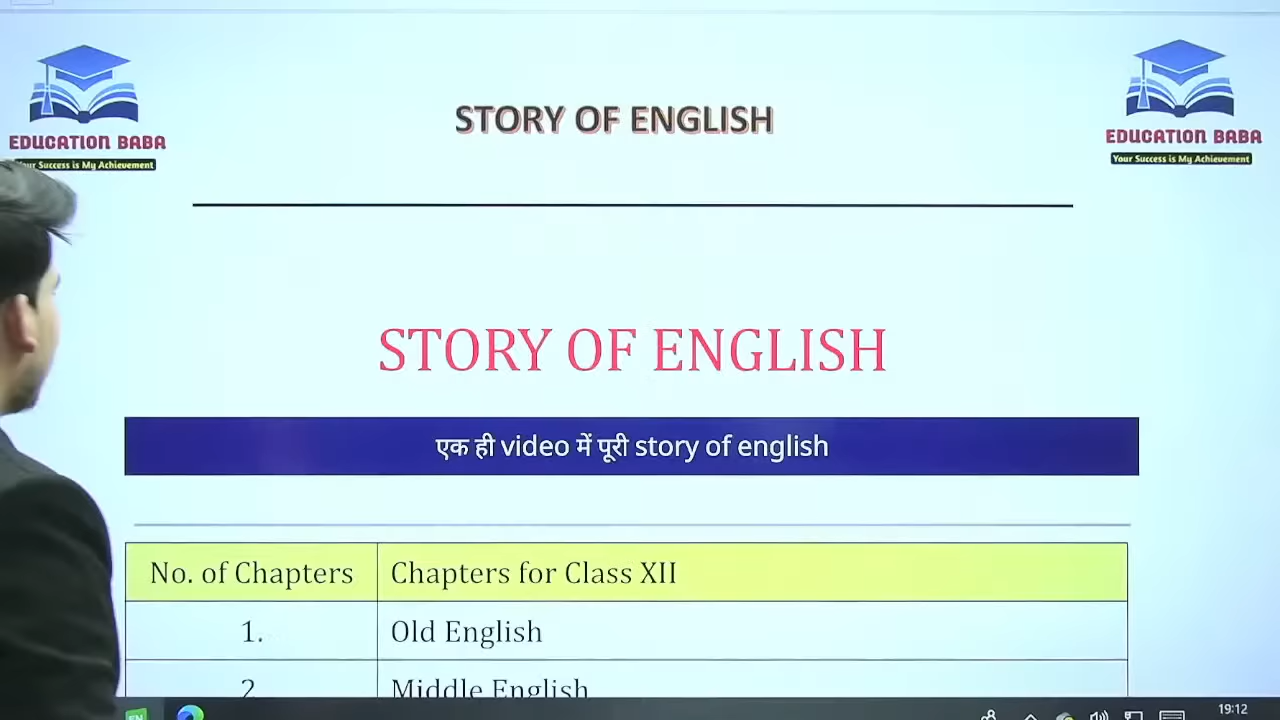 EDUCATION BABA
Your Success is My Achievement
STORY OF ENGLISH
EDUCATION BABA
Your Success is My Achievement
STORY OF ENGLISH
एक ही video में पूरी story of english
No. of Chapters Chapters for Class XII
1. Old English
2 Middle English
EN
19:12